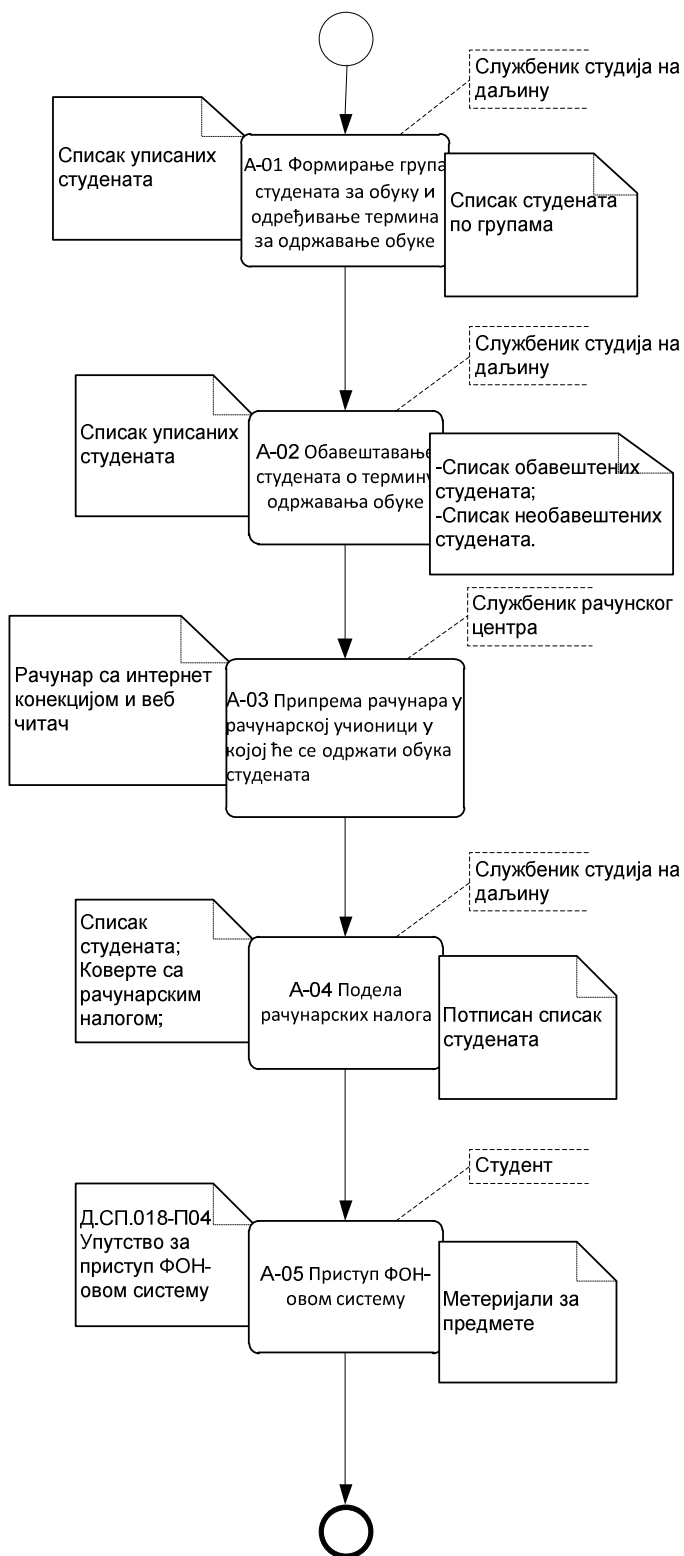 Службеник студија на
даљину
Списак уписаних
студената
А-01 Формирање група
студената за обуку и
одређивање термина
за одржавање обуке
Списак студената
по групама
Службеник студија на
даљину
Списак уписаних
студената
А-02 Обавештавање
студената о термину
одржавања обуке
-Списак обавештених
студената;
-Списак необавештених
студената.
Службеник рачунског
центра
Рачунар са интернет
конекцијом и веб
читач
А-03 Припрема рачунара у
рачунарској учионици у
којој ће се одржати обука
студената
Службеник студија на
даљину
Списак
студената;
Коверте са
рачунарским
налогом;
А-04 Подела
рачунарских налога
Потписан списак
студената
Студент
Д.СП.018-П04
Упутство за
приступ ФОН-
овом систему
А-05 Приступ ФОН-
овом систему
Метеријали за
предмете